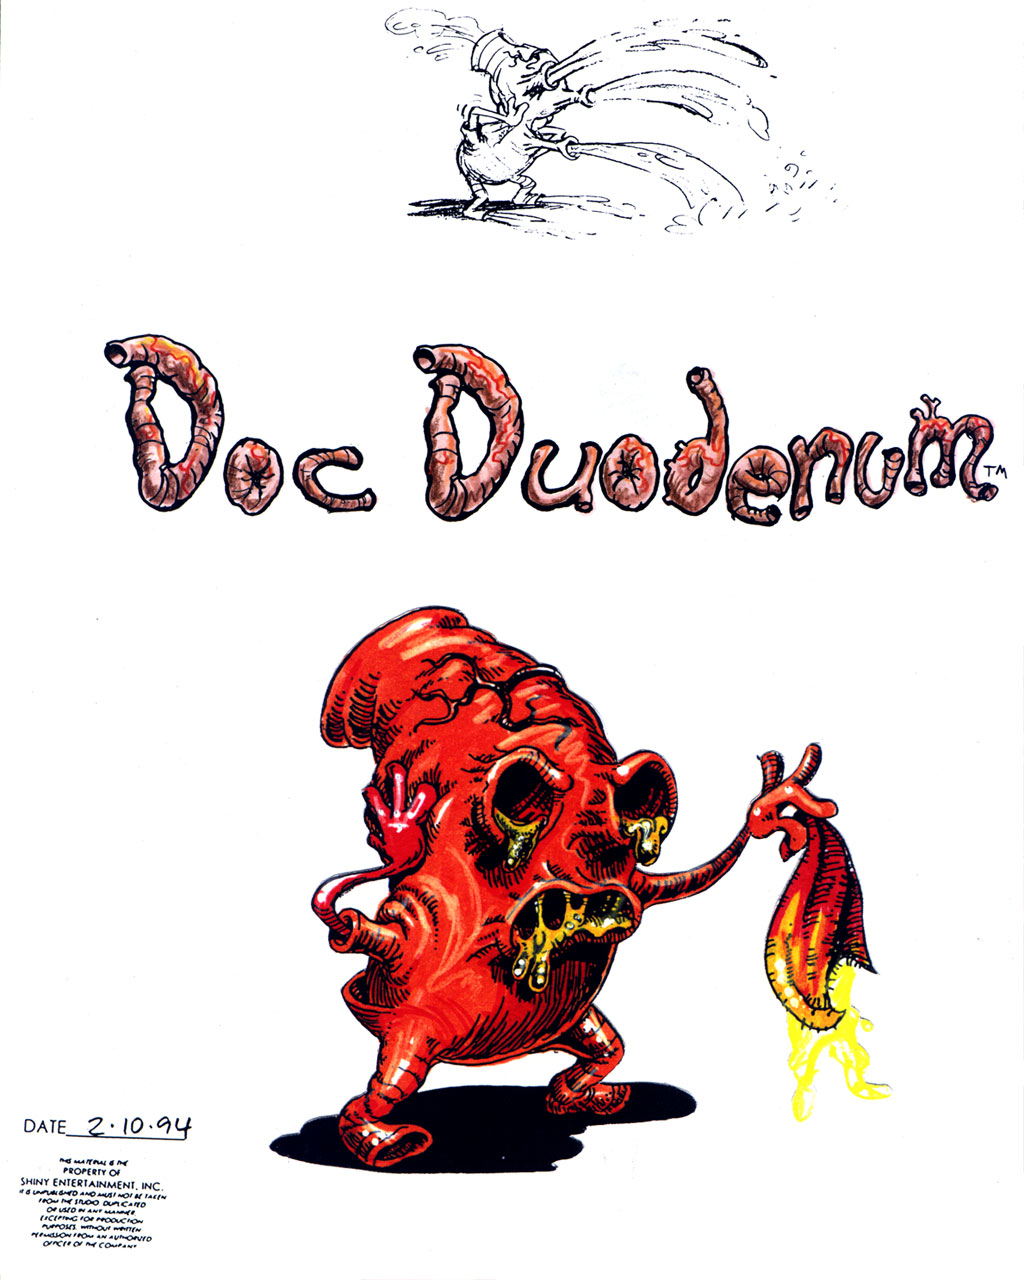 Doc Duodenum TM
DATE 2·10·94
THIS MATERIAL IS THE
PROPERTY OF
SHINY ENTERTAINMENT, INC.
IT IS UNPUBLISHED AND MUST NOT BE TAKEN
FROM THE STUDIO, DUPLICATED
OR USED IN ANY MANNER,
EXCEPTING FOR PRODUCTION
PURPOSES, WITHOUT WRITTEN
PERMISSION FROM AN AUTHORIZED
OFFICER OF THE COMPANY